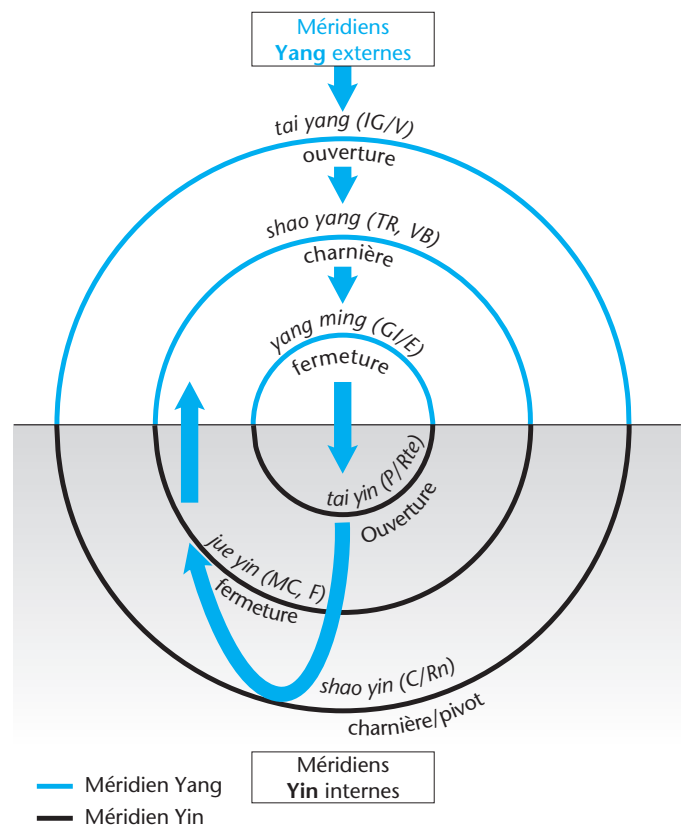 Méridiens
Yang externes
tai yang (IG/V)
ouverture
shao yang (TR, VB)
charnière
yang ming (GI/E)
fermeture
tai yin (P/Rte)
Ouverture
jue yin (MC, F)
fermeture
shao yin (C/Rn)
charnière/pivot
Méridiens
Yin internes
Méridien Yang
Méridien Yin